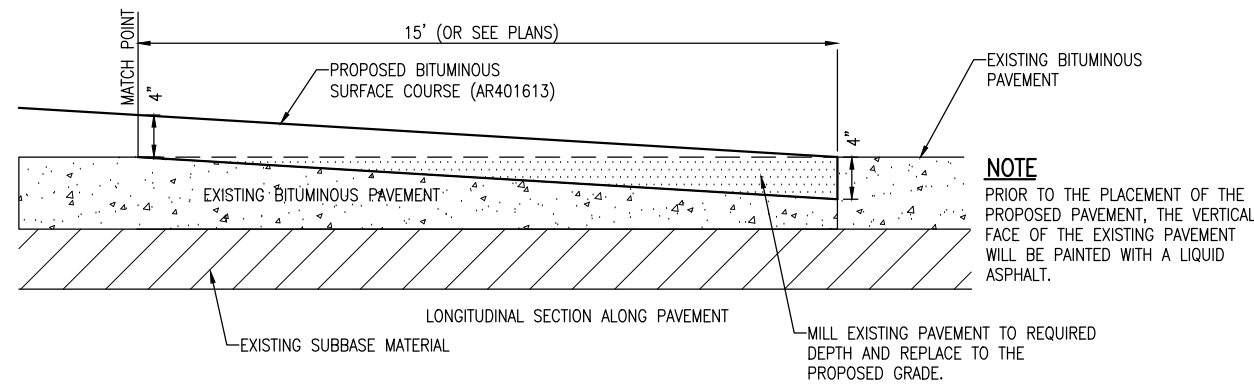 15' (OR SEE PLANS)
MATCH POINT
4"
PROPOSED BITUMINOUS
SURFACE COURSE (AR401613)
EXISTING BITUMINOUS
PAVEMENT
4"
NOTE
PRIOR TO THE PLACEMENT OF THE
PROPOSED PAVEMENT, THE VERTICAL
FACE OF THE EXISTING PAVEMENT
WILL BE PAINTED WITH A LIQUID
ASPHALT.
EXISTING BITUMINOUS PAVEMENT
LONGITUDINAL SECTION ALONG PAVEMENT
EXISTING SUBBASE MATERIAL
MILL EXISTING PAVEMENT TO REQUIRED
DEPTH AND REPLACE TO THE
PROPOSED GRADE.